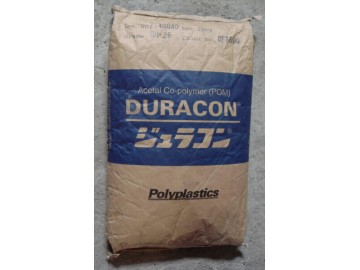 Acetal Co-polymer (POM)
DURACON®
ジュラコン®
Polyplastics